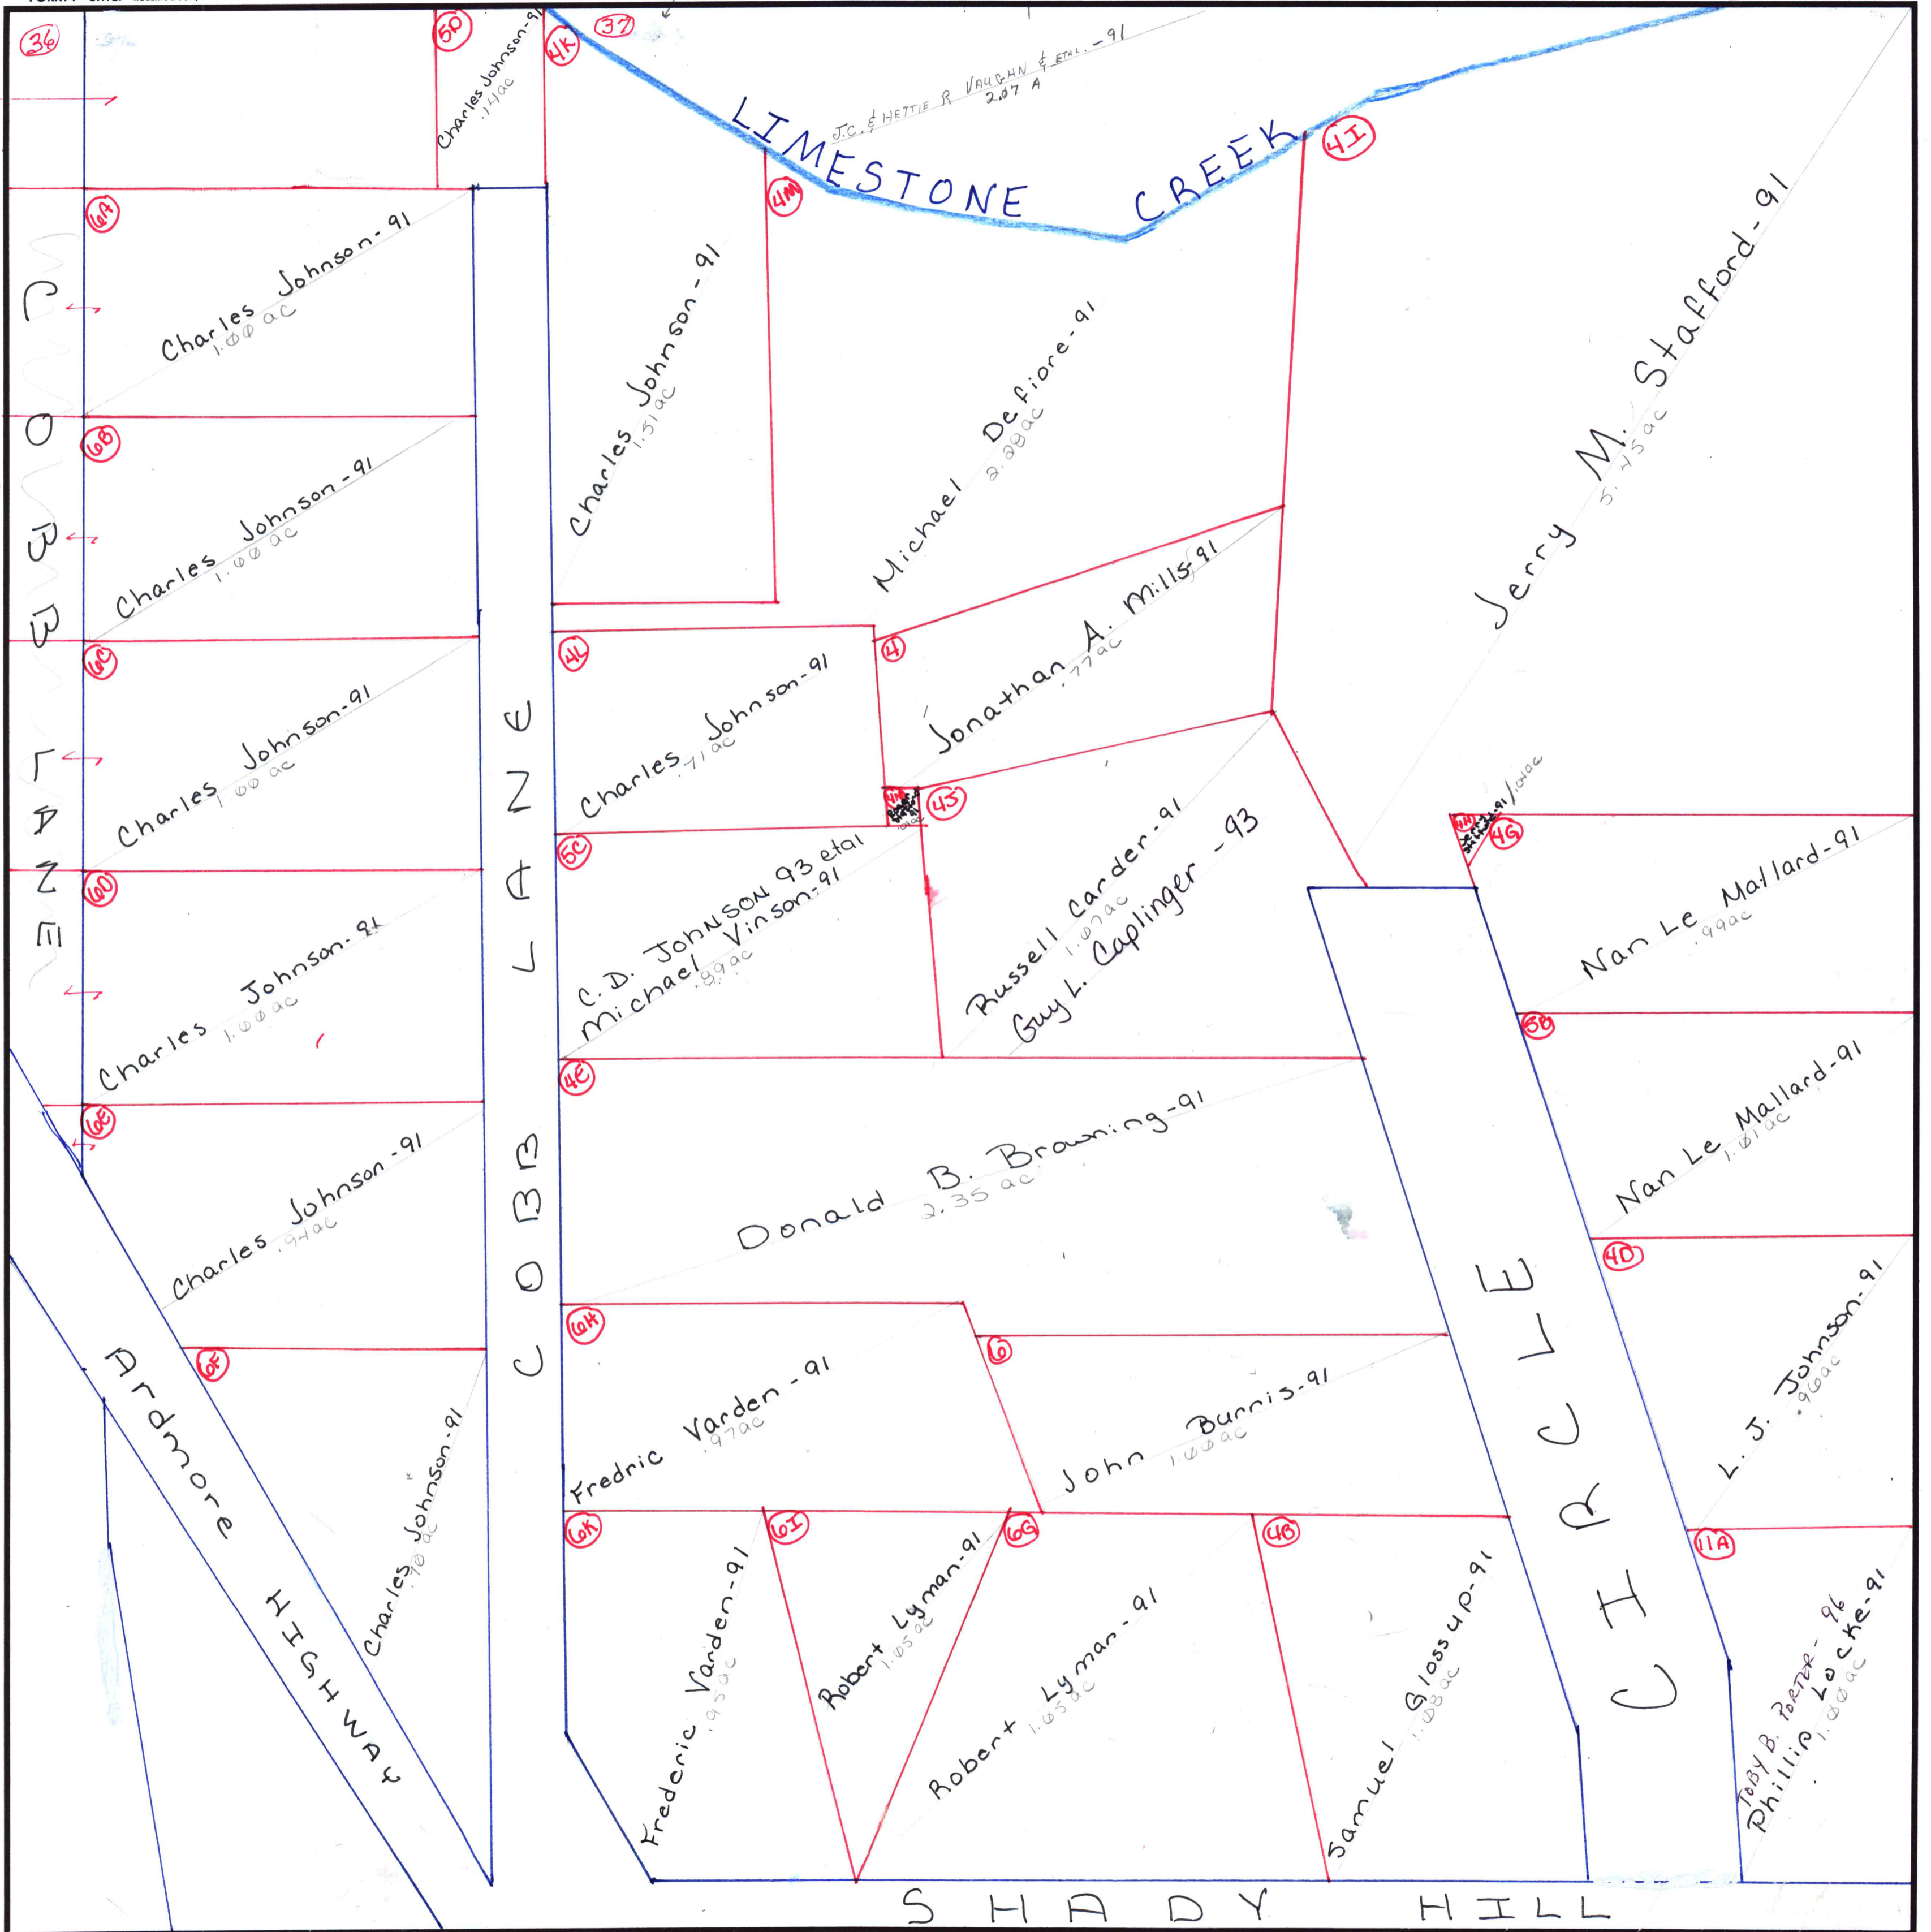 36
5D
Charles Johnson-91
.14ac
4K
37
J.C. & HETTIE R VAUGHN & ETAL. - 91
2.07 A
LIMESTONE CREEK
4I
4M
6A
Charles Johnson-91
1.00 ac
Charles Johnson-91
1.51ac
Michael Defiore-91
2.28ac
Jerry M. Stafford-91
5.45ac
6B
Charles Johnson-91
1.00 ac
COBB LANE
6C
Charles Johnson-91
1.00 ac
4L
Charles Johnson-91
.71ac
4
Jonathan A. Mills-91
.77ac
4J
.01ac
4H
4G
Nan Le Mallard-91
.99ac
5C
C.D. JOHNSON 93 etal
Michael Vinson-91
.89ac
Russell Carder-91
1.07ac
Guy L. Caplinger -93
6D
Charles Johnson-91
1.00 ac
5B
Nan Le Mallard-91
1.01ac
COBB LANE
4E
Donald B. Browning-91
2.35 ac
6E
Charles Johnson-91
.94ac
4D
L. J. Johnson-91
.96ac
6H
Fredric Varden-91
.97ac
6
John Burris-91
1.00ac
6F
Charles Johnson-91
.70 ac
Ardmore HIGHWAY
CIRCLE
6K
Frederic Varden-91
.95ac
6I
Robert Lyman-91
1.05ac
6G
Robert Lyman-91
1.05ac
4B
Samuel Glossup-91
1.08ac
11A
TOBY B. PORTER-96
Phillip Locke-91
1.00ac
SHADY HILL